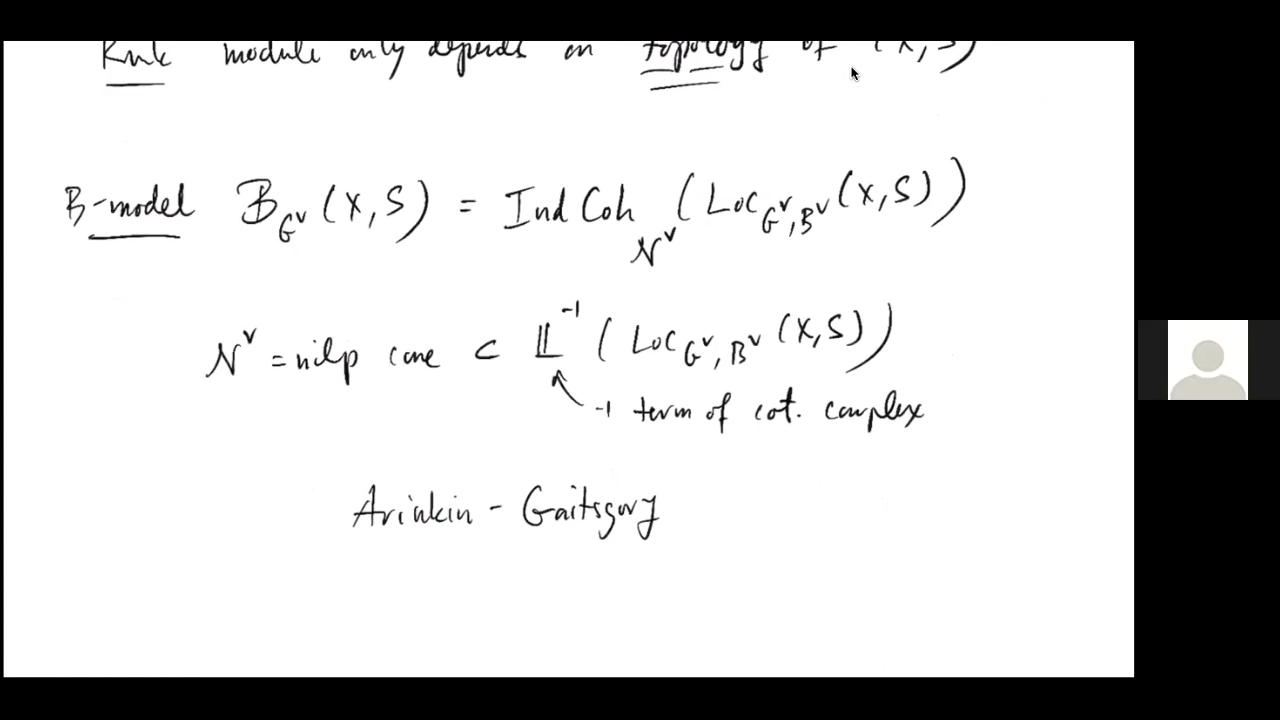 Rmk module only depends on topology of (X, S)
B-model B_{G^∨} (X, S) = IndCoh_{N^∨} (Loc_{G^∨, B^∨} (X, S))
N^∨ = nilp cone ⊂ 𝕃^{-1} (Loc_{G^∨, B^∨} (X, S))
-1 term of cot. complex
Arinkin - Gaitsgory